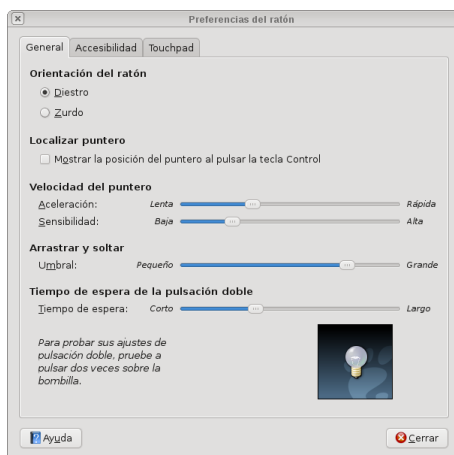 Preferencias del ratón
General Accesibilidad Touchpad
Orientación del ratón
Diestro
Zurdo
Localizar puntero
Mostrar la posición del puntero al pulsar la tecla Control
Velocidad del puntero
Aceleración: Lenta Rápida
Sensibilidad: Baja Alta
Arrastrar y soltar
Umbral: Pequeño Grande
Tiempo de espera de la pulsación doble
Tiempo de espera: Corto Largo
Para probar sus ajustes de
pulsación doble, pruebe a
pulsar dos veces sobre la
bombilla.
Ayuda Cerrar